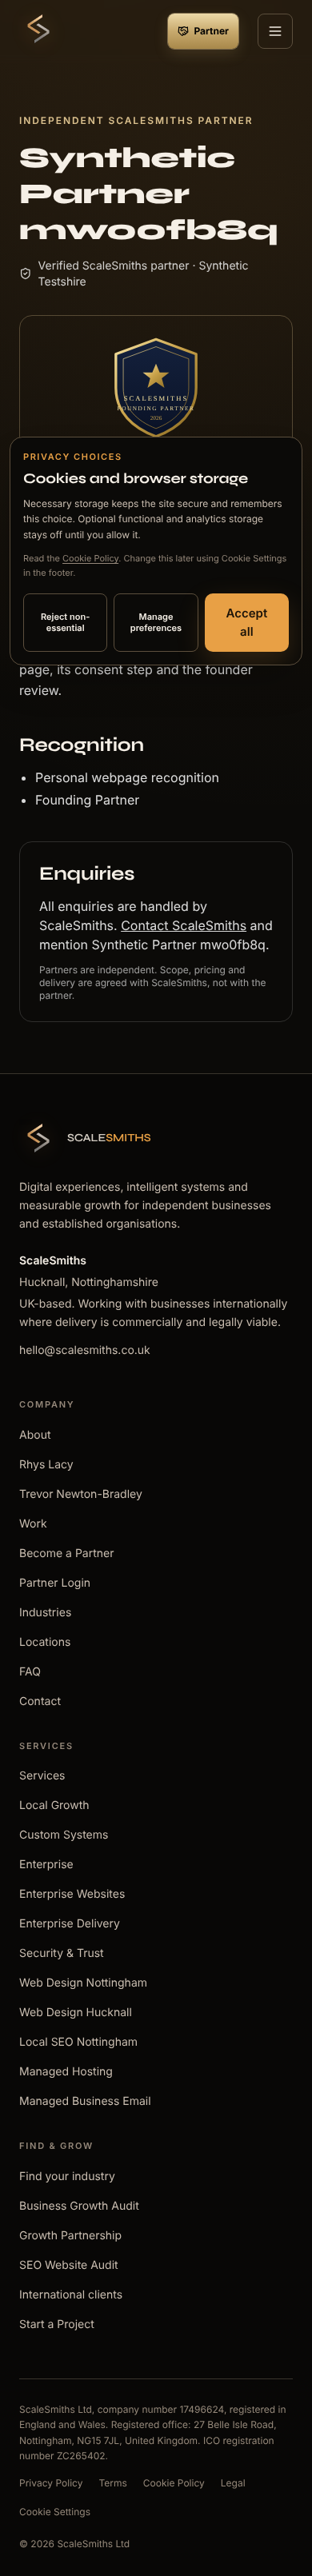 Partner
INDEPENDENT SCALESMITHS PARTNER
Synthetic
Partner
mwo0fb8q
Verified ScaleSmiths partner · Synthetic
Testshire
SCALESMITHS
FOUNDING PARTNER
2026
PRIVACY CHOICES
Cookies and browser storage
Necessary storage keeps the site secure and remembers
this choice. Optional functional and analytics storage
stays off until you allow it.
Read the Cookie Policy. Change this later using Cookie Settings
in the footer.
Reject non-
essential
Manage
preferences
Accept
all
page, its consent step and the founder
review.
Recognition
• Personal webpage recognition
• Founding Partner
Enquiries
All enquiries are handled by
ScaleSmiths. Contact ScaleSmiths and
mention Synthetic Partner mwo0fb8q.
Partners are independent. Scope, pricing and
delivery are agreed with ScaleSmiths, not with the
partner.
SCALESMITHS
Digital experiences, intelligent systems and
measurable growth for independent businesses
and established organisations.
ScaleSmiths
Hucknall, Nottinghamshire
UK-based. Working with businesses internationally
where delivery is commercially and legally viable.
hello@scalesmiths.co.uk
COMPANY
About
Rhys Lacy
Trevor Newton-Bradley
Work
Become a Partner
Partner Login
Industries
Locations
FAQ
Contact
SERVICES
Services
Local Growth
Custom Systems
Enterprise
Enterprise Websites
Enterprise Delivery
Security & Trust
Web Design Nottingham
Web Design Hucknall
Local SEO Nottingham
Managed Hosting
Managed Business Email
FIND & GROW
Find your industry
Business Growth Audit
Growth Partnership
SEO Website Audit
International clients
Start a Project
ScaleSmiths Ltd, company number 17496624, registered in
England and Wales. Registered office: 27 Belle Isle Road,
Nottingham, NG15 7JL, United Kingdom. ICO registration
number ZC265402.
Privacy Policy Terms Cookie Policy Legal
Cookie Settings
© 2026 ScaleSmiths Ltd